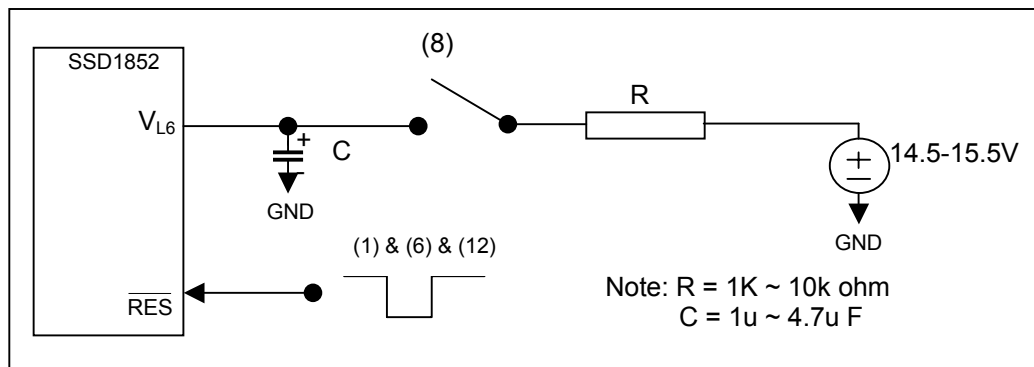 SSD1852
(8)
R
V_L6
+
C
-
GND
+
-
14.5-15.5V
GND
(1) & (6) & (12)
RES
Note: R = 1K ~ 10k ohm
C = 1u ~ 4.7u F